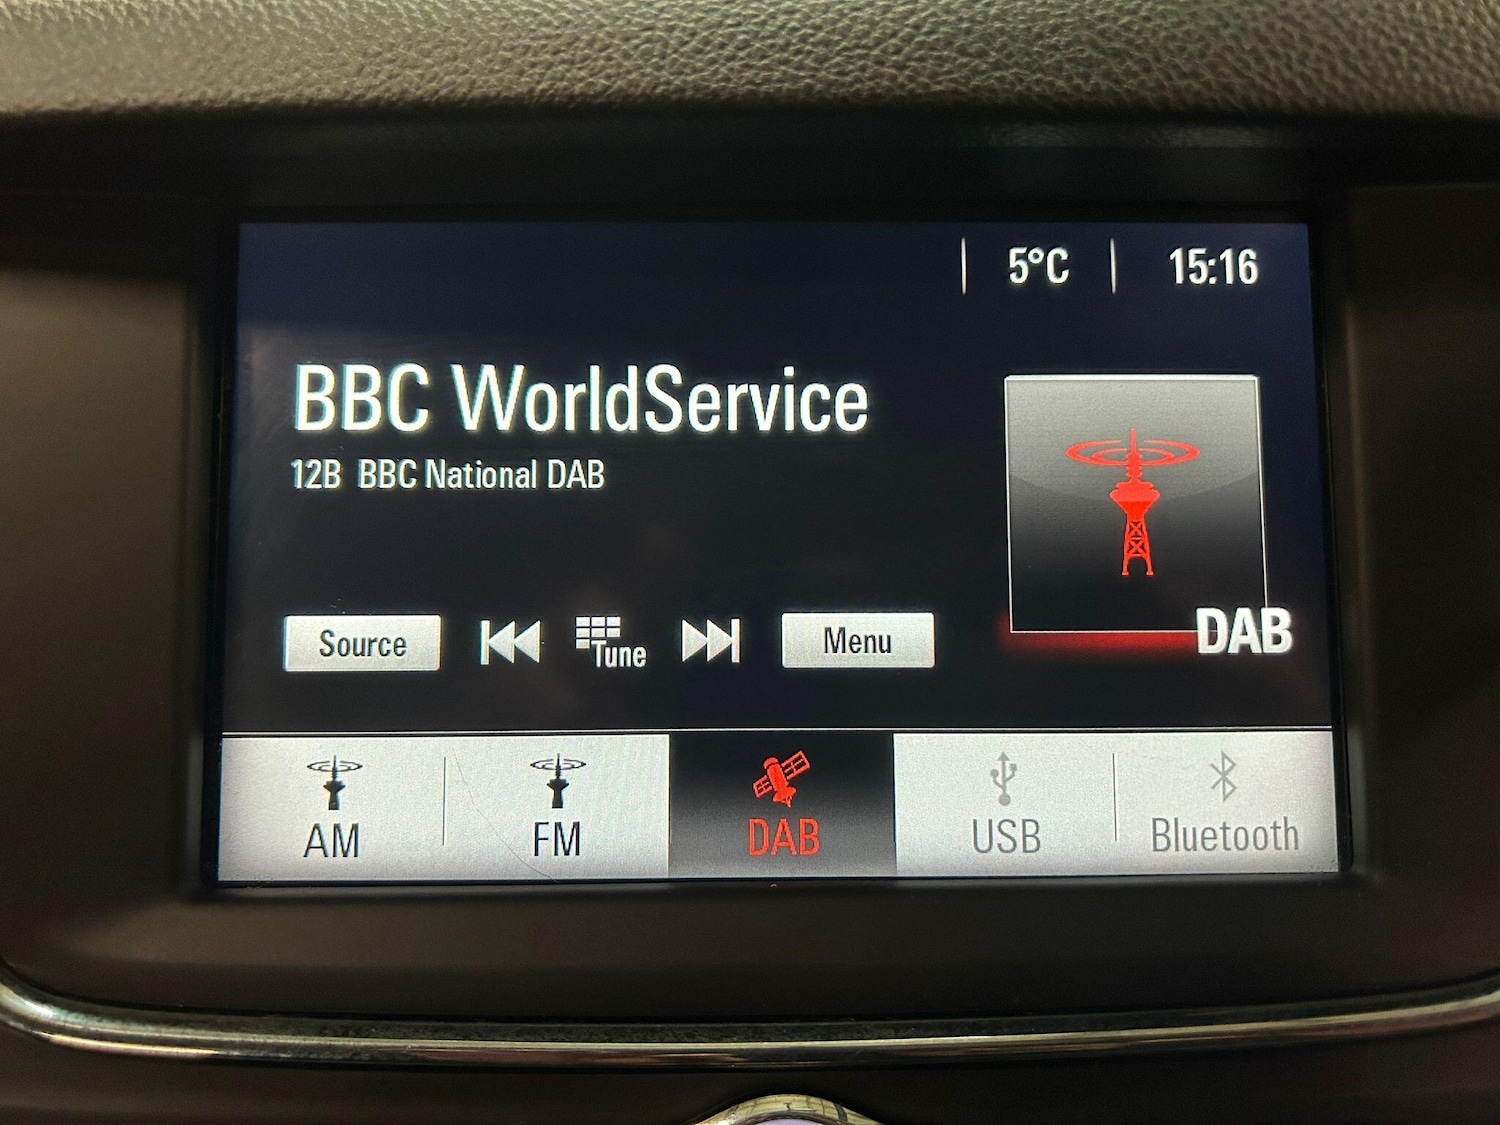 5°C 15:16
BBC WorldService
12B BBC National DAB
DAB
Source Tune Menu
AM FM DAB USB Bluetooth